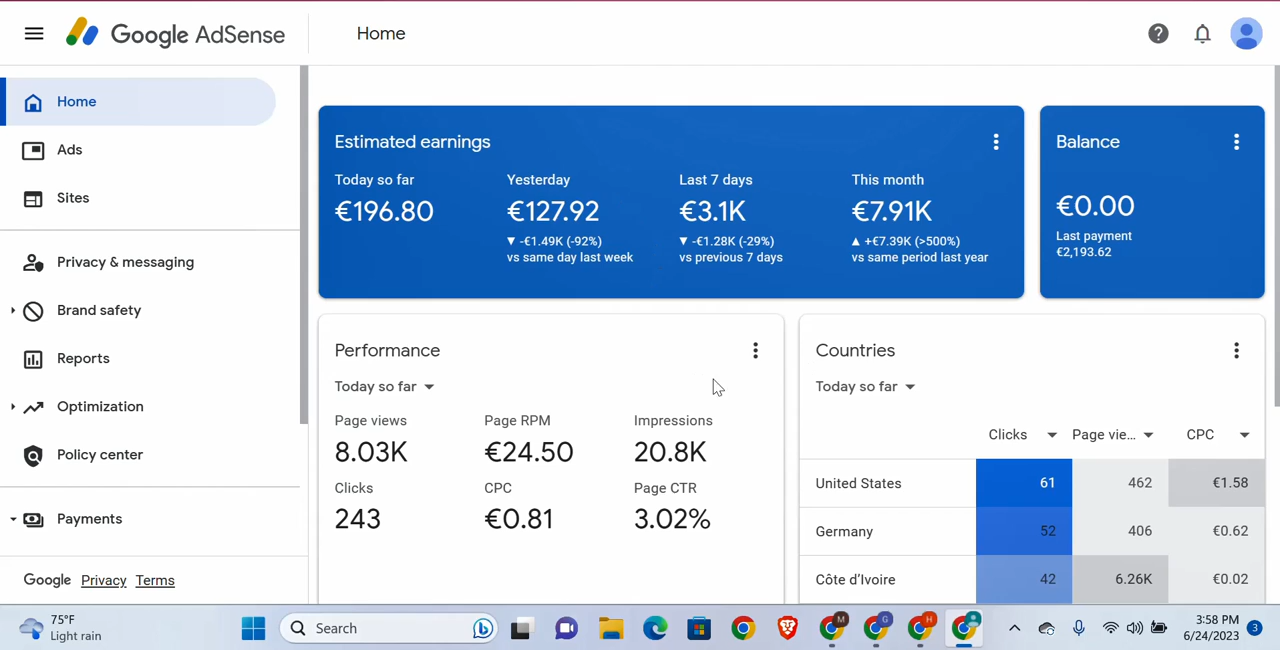 Google AdSense
Home
Home
Ads
Sites
Privacy & messaging
Brand safety
Reports
Optimization
Policy center
Payments
Google Privacy Terms
Estimated earnings
Today so far Yesterday Last 7 days This month
€196.80 €127.92 €3.1K €7.91K
▼ -€1.49K (-92%) ▼ -€1.28K (-29%) ▲ +€7.39K (>500%)
vs same day last week vs previous 7 days vs same period last year
Balance
€0.00
Last payment
€2,193.62
Performance
Today so far
Page views Page RPM Impressions
8.03K €24.50 20.8K
Clicks CPC Page CTR
243 €0.81 3.02%
Countries
Today so far
Clicks Page vie... CPC
United States 61 462 €1.58
Germany 52 406 €0.62
Côte d'Ivoire 42 6.26K €0.02
75°F
Light rain
Search
M
G
H
3:58 PM
6/24/2023
3